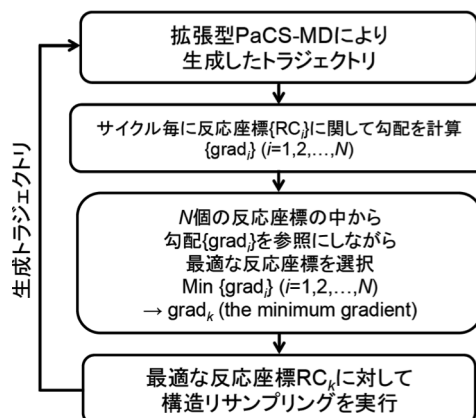 拡張型PaCS-MDにより
生成したトラジェクトリ
サイクル毎に反応座標{RCi}に関して勾配を計算
{gradi} (i=1,2,…,N)
N個の反応座標の中から
勾配{gradi}を参照にしながら
最適な反応座標を選択
Min {gradi} (i=1,2,…,N)
→ gradk (the minimum gradient)
最適な反応座標RCkに対して
構造リサンプリングを実行
生成トラジェクトリ